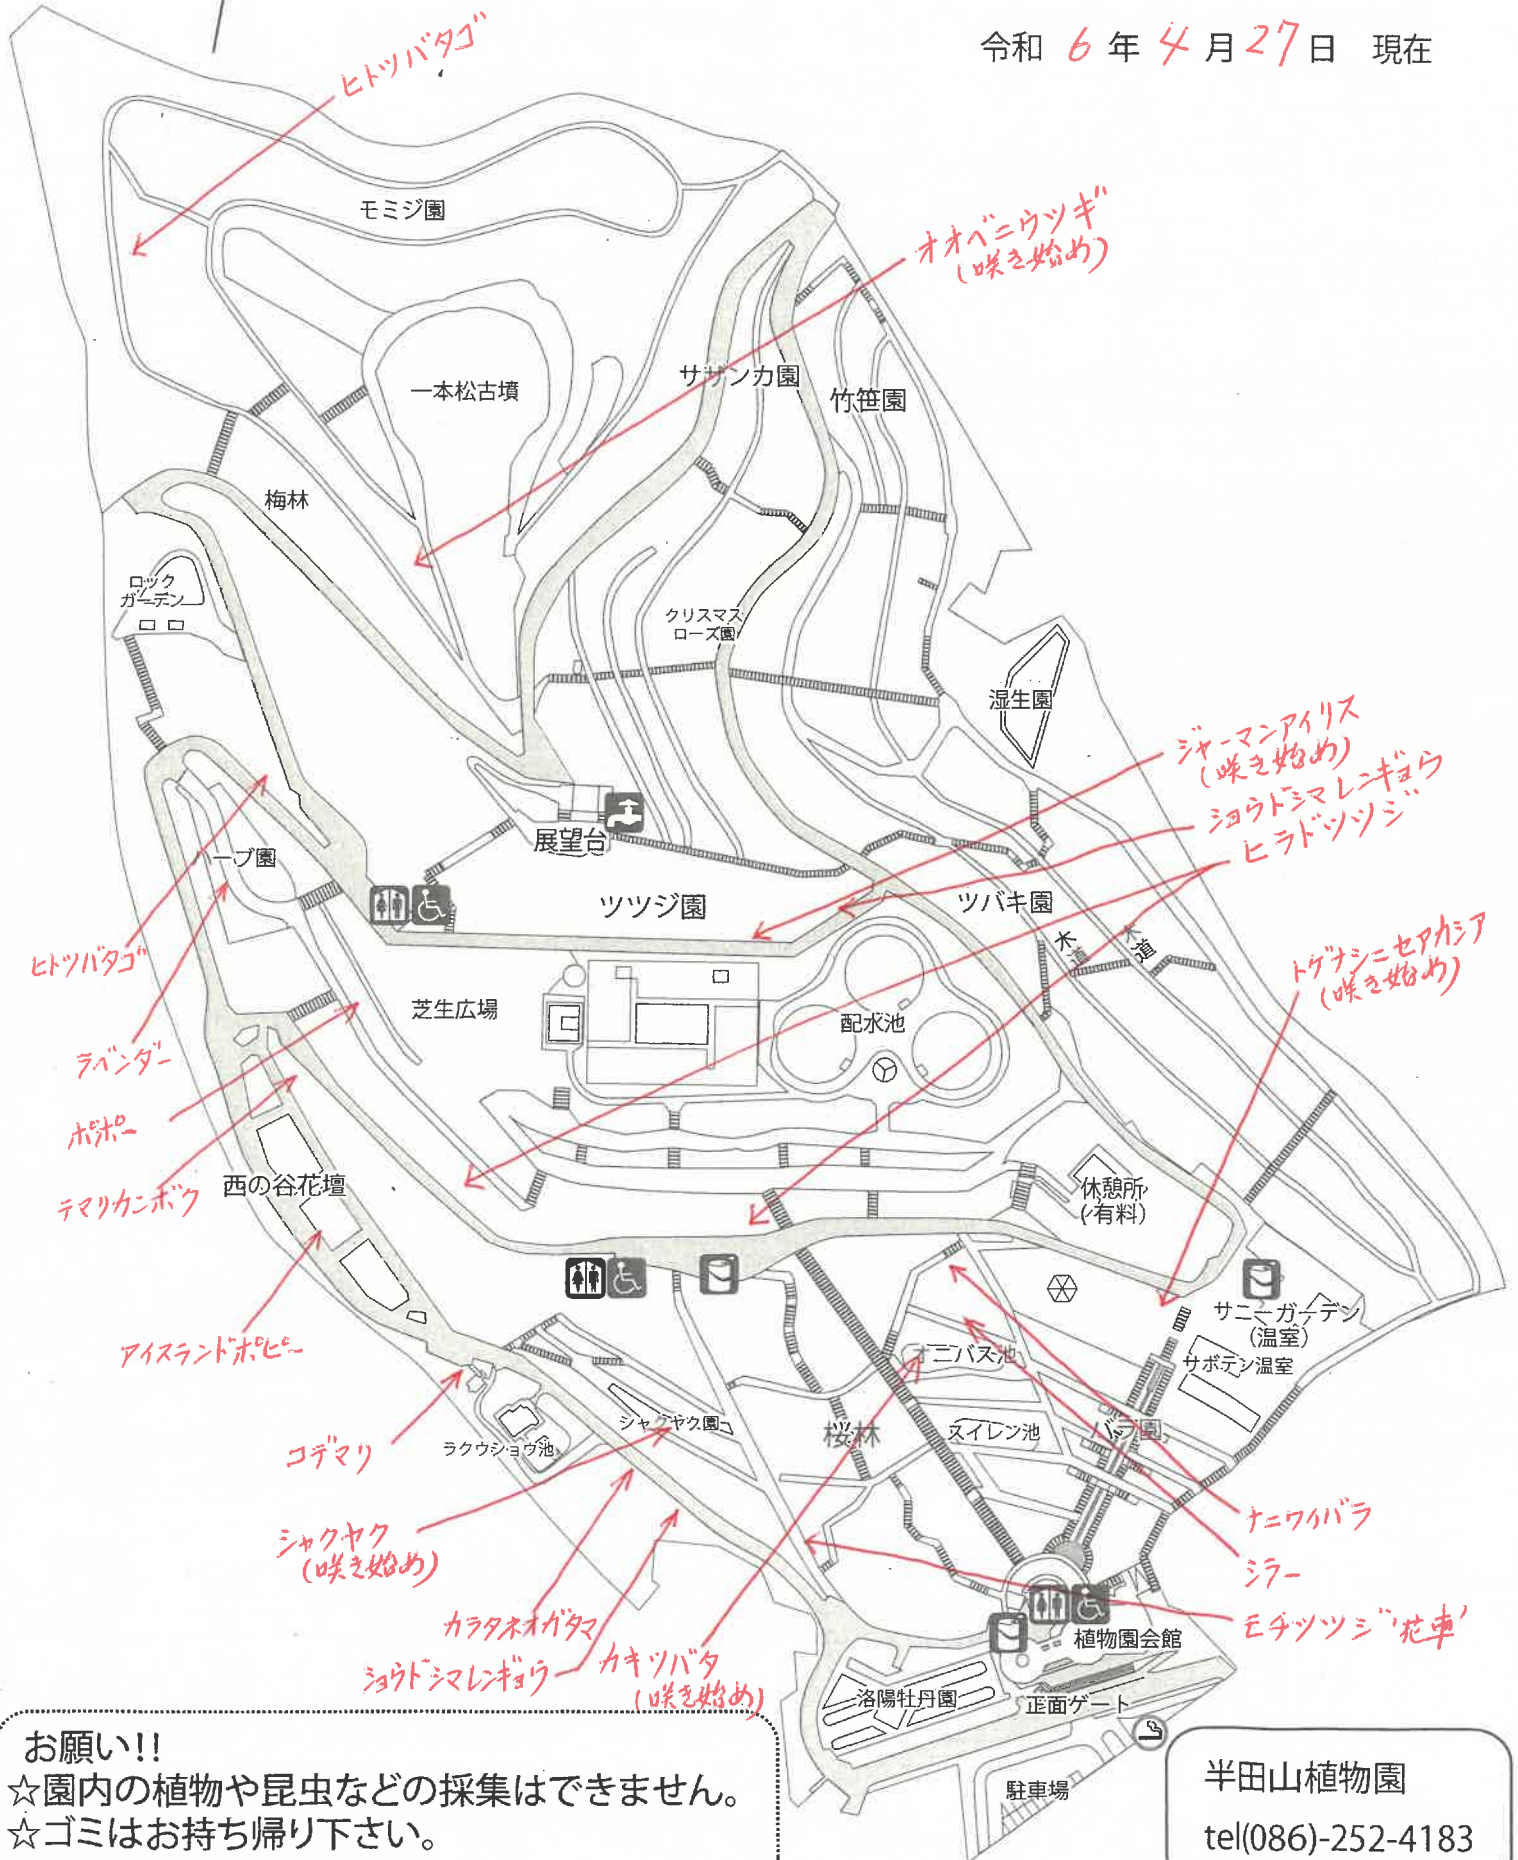 令和 6 年 4 月 27 日 現在
ヒトツバタゴ
モミジ園
オオベニウツギ
(咲き始め)
一本松古墳
ササンカ園
竹笹園
梅林
ロック
ガーデン
クリスマス
ローズ園
湿生園
ジャーマンアイリス
(咲き始め)
ショウドシマレンギョウ
ヒラドツツジ
展望台
ハーブ園
ツツジ園
ツバキ園
木道
木道
トゲナシニセアカシア
(咲き始め)
ヒトツバタゴ
芝生広場
配水池
ラベンダー
ポポー
テマリカンボク
西の谷花壇
休憩所
(有料)
アイスランドポピー
サニーガーデン
(温室)
サボテン温室
オニバス池
コデマリ
ラクウショウ池
シャクヤク園
桜林
スイレン池
バラ園
シャクヤク
(咲き始め)
ナニワイバラ
シラー
モチツツジ'花車'
カラタネオガタマ
ショウドシマレンギョウ
カキツバタ
(咲き始め)
植物園会館
洛陽牡丹園
正面ゲート
駐車場
お願い!!
☆園内の植物や昆虫などの採集はできません。
☆ゴミはお持ち帰り下さい。
半田山植物園
tel(086)-252-4183